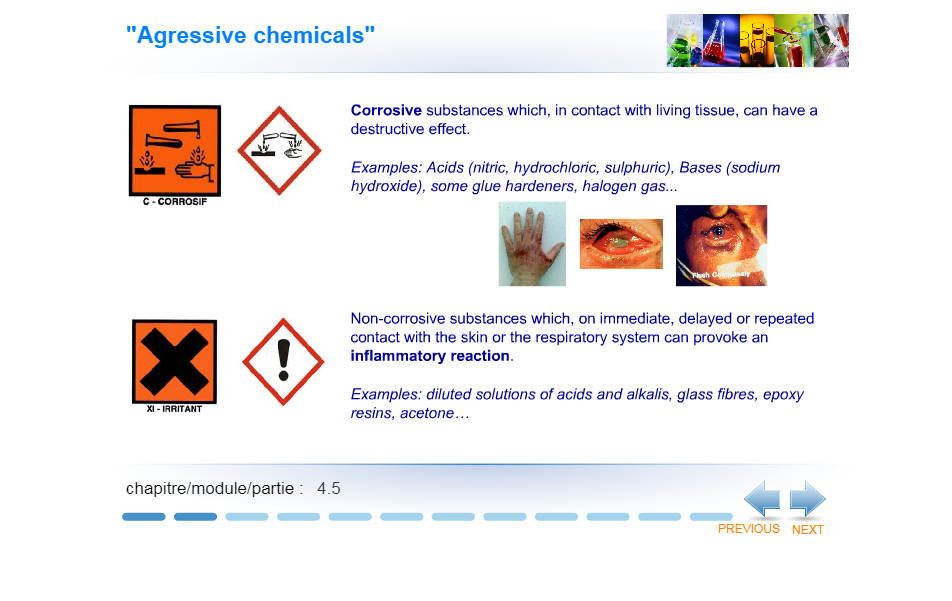 "Agressive chemicals"
Corrosive substances which, in contact with living tissue, can have a
destructive effect.
Examples: Acids (nitric, hydrochloric, sulphuric), Bases (sodium
hydroxide), some glue hardeners, halogen gas...
C - CORROSIF
Flush Continuously
Non-corrosive substances which, on immediate, delayed or repeated
contact with the skin or the respiratory system can provoke an
inflammatory reaction.
Examples: diluted solutions of acids and alkalis, glass fibres, epoxy
resins, acetone…
XI - IRRITANT
chapitre/module/partie : 4.5
PREVIOUS NEXT